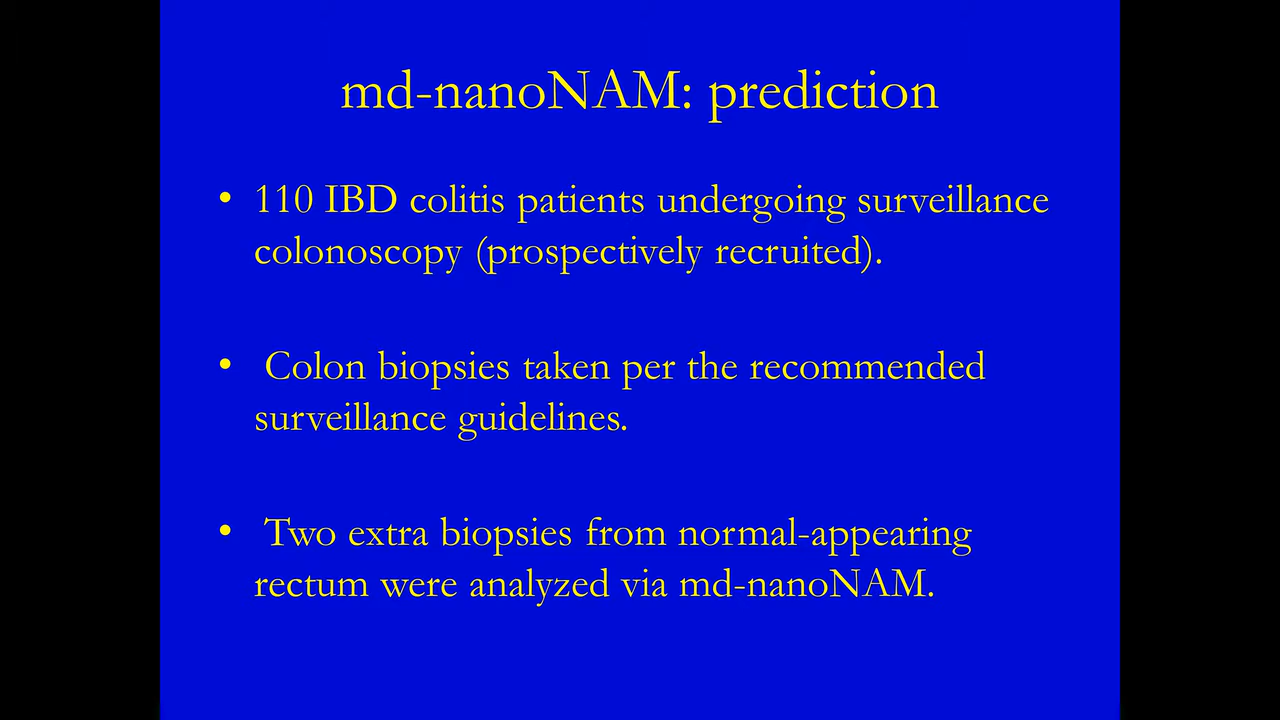 md-nanoNAM: prediction
• 110 IBD colitis patients undergoing surveillance
colonoscopy (prospectively recruited).
• Colon biopsies taken per the recommended
surveillance guidelines.
• Two extra biopsies from normal-appearing
rectum were analyzed via md-nanoNAM.